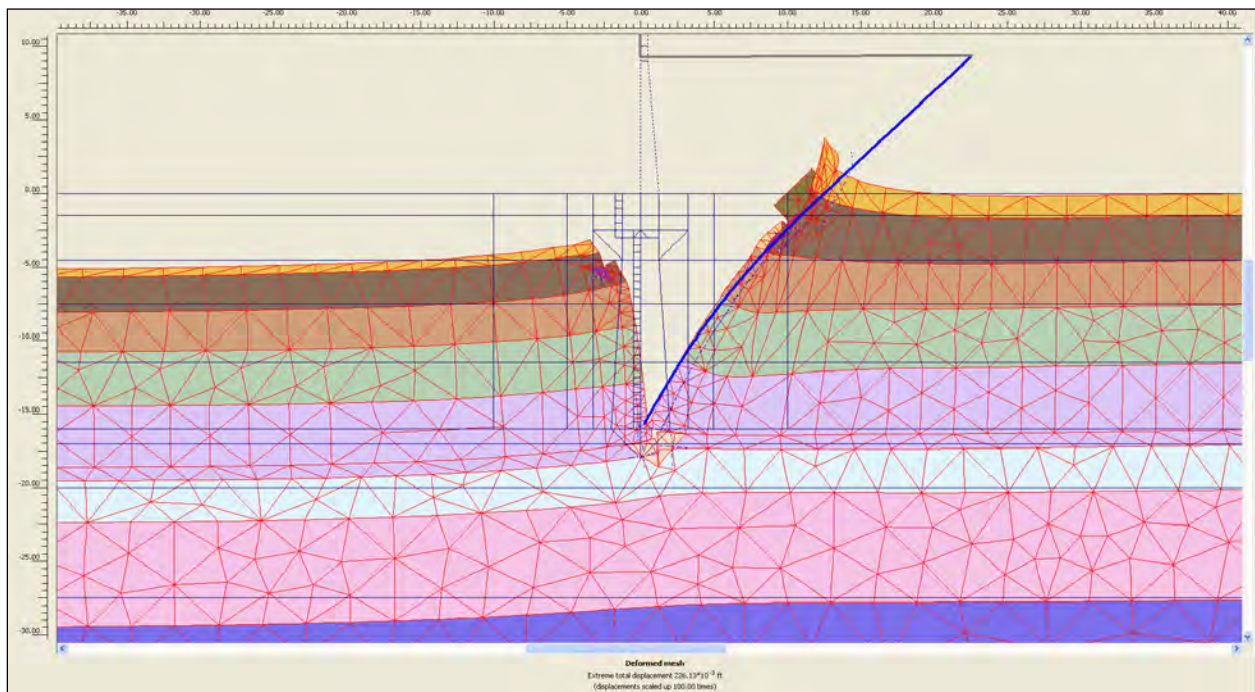 -35.00 -30.00 -25.00 -20.00 -15.00 -10.00 -5.00 0.00 5.00 10.00 15.00 20.00 25.00 30.00 35.00 40.00
10.00
5.00
0.00
-5.00
-10.00
-15.00
-20.00
-25.00
-30.00
Deformed mesh
Extreme total displacement 226.13*10⁻³ ft
(displacements scaled up 100.00 times)